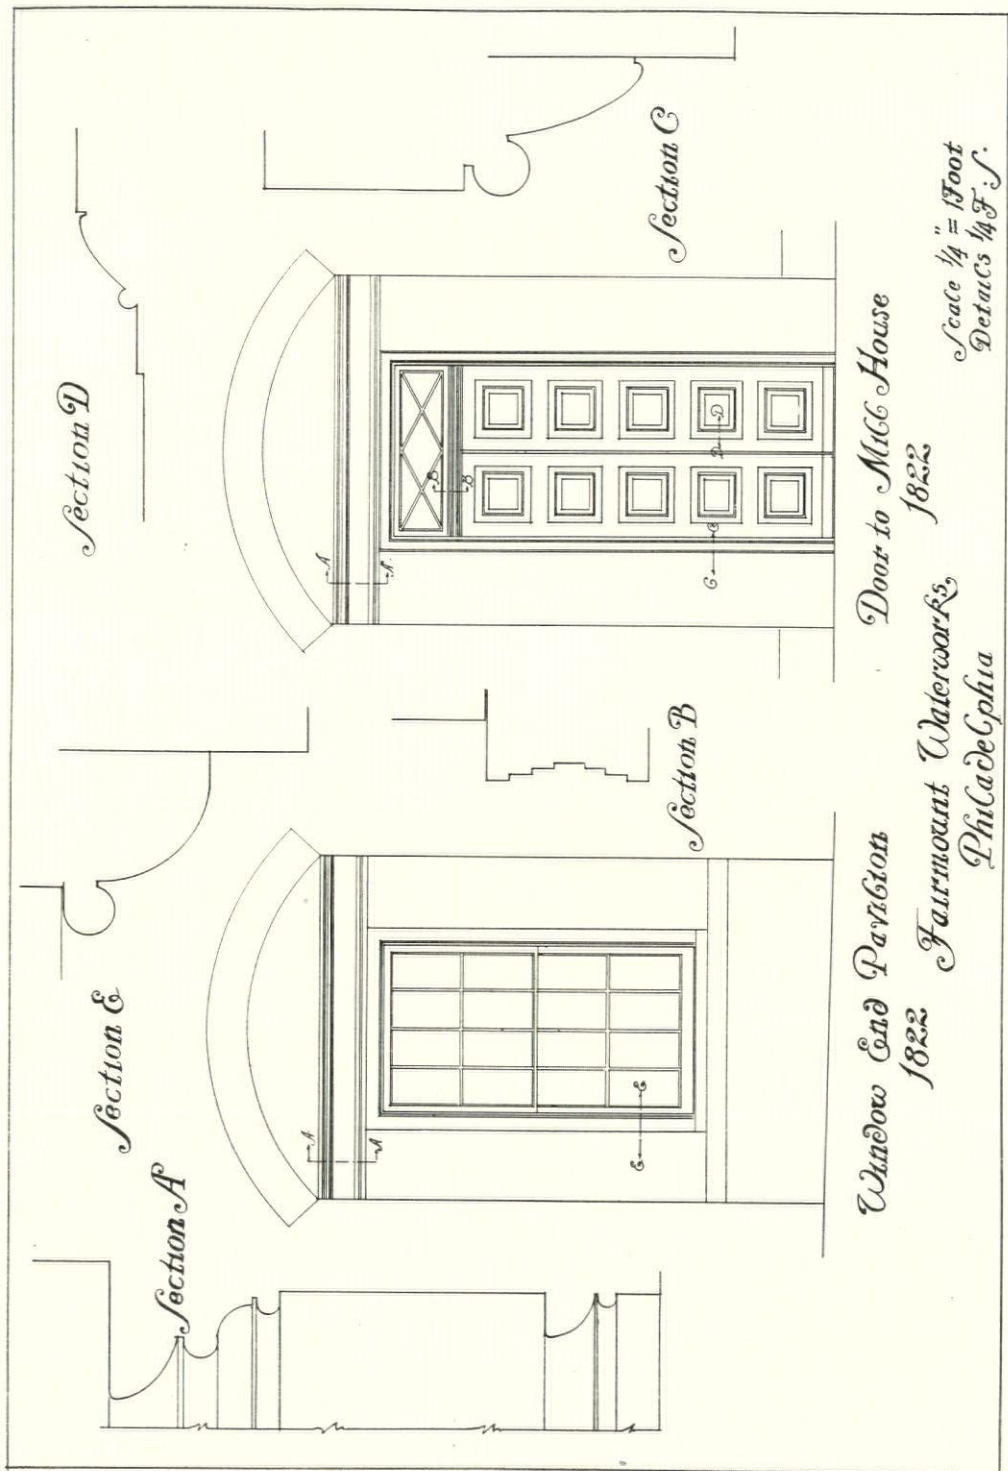 Section A
Section E
Section D
Section B
Section C
A
A
E
E
A
A
B
B
C
C
D
D
Window End Pavilion
1822
Door to Mill House
1822
Fairmount Waterworks,
Philadelphia
Scale 1/4" = 1 Foot
Details 1/4 F. S.